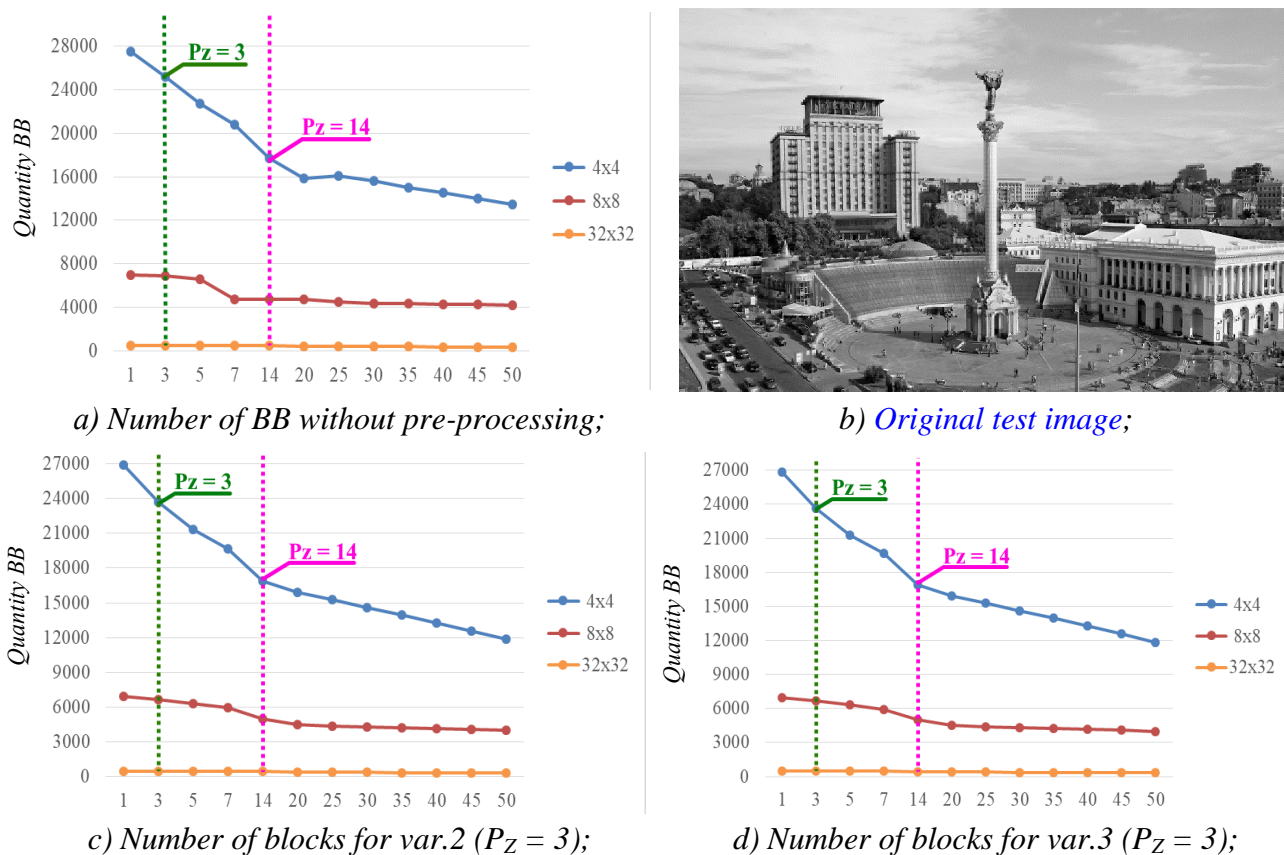 28000
24000
20000
16000
12000
8000
4000
0
Quantity BB
Pz = 3
Pz = 14
4x4
8x8
32x32
1 3 5 7 14 20 25 30 35 40 45 50
a) Number of BB without pre-processing;
b) Original test image;
27000
24000
21000
18000
15000
12000
9000
6000
3000
0
Quantity BB
Pz = 3
Pz = 14
4x4
8x8
32x32
1 3 5 7 14 20 25 30 35 40 45 50
c) Number of blocks for var.2 (PZ = 3);
27000
24000
21000
18000
15000
12000
9000
6000
3000
0
Quantity BB
Pz = 3
Pz = 14
4x4
8x8
32x32
1 3 5 7 14 20 25 30 35 40 45 50
d) Number of blocks for var.3 (PZ = 3);